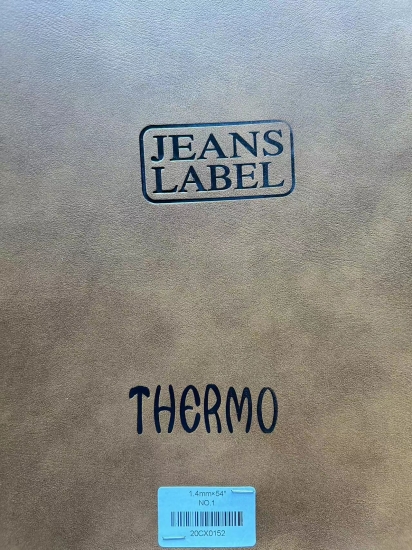 JEANS
LABEL
THERMO
1.4mm×54"
NO.1
20CX0152